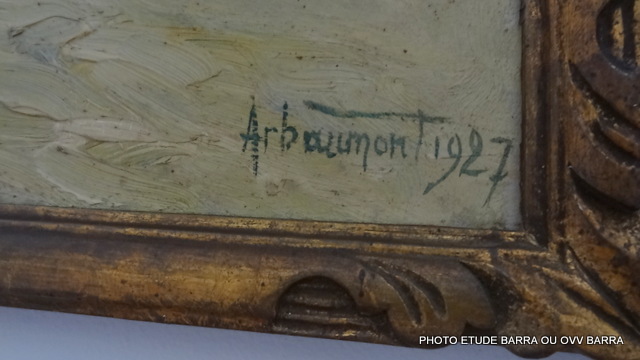 Arbaumont 1927
PHOTO ETUDE BARRA OU OVV BARRA